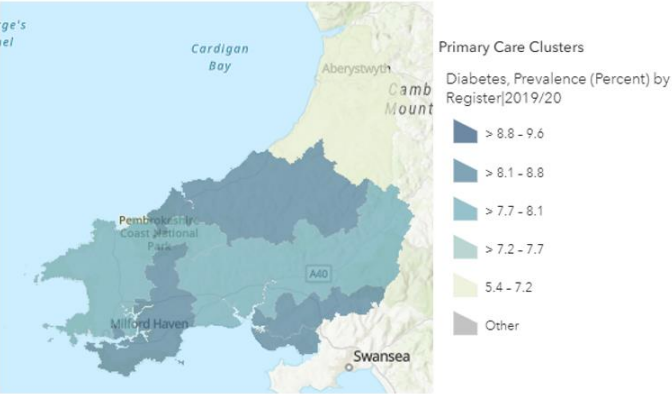 rge's
nel
Cardigan
Bay
Aberystwyth
Camb
Mount
Pembrokeshire
Coast National
Park
A40
Milford Haven
Swansea
Primary Care Clusters
Diabetes, Prevalence (Percent) by
Register|2019/20
> 8.8 – 9.6
> 8.1 – 8.8
> 7.7 – 8.1
> 7.2 – 7.7
5.4 – 7.2
Other